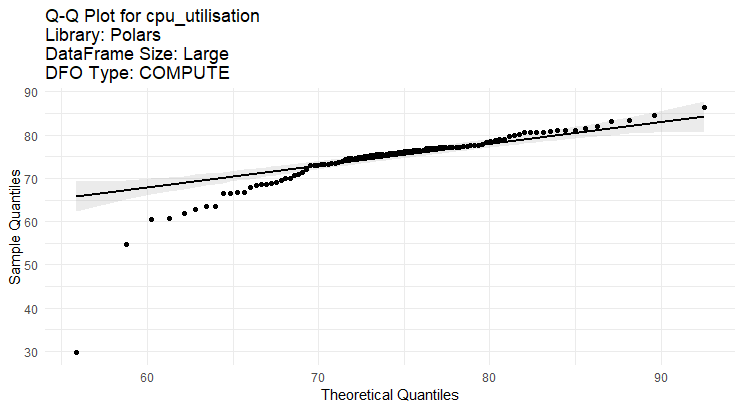 Q-Q Plot for cpu_utilisation
Library: Polars
DataFrame Size: Large
DFO Type: COMPUTE
90
80
70
60
50
40
30
Sample Quantiles
60
70
80
90
Theoretical Quantiles